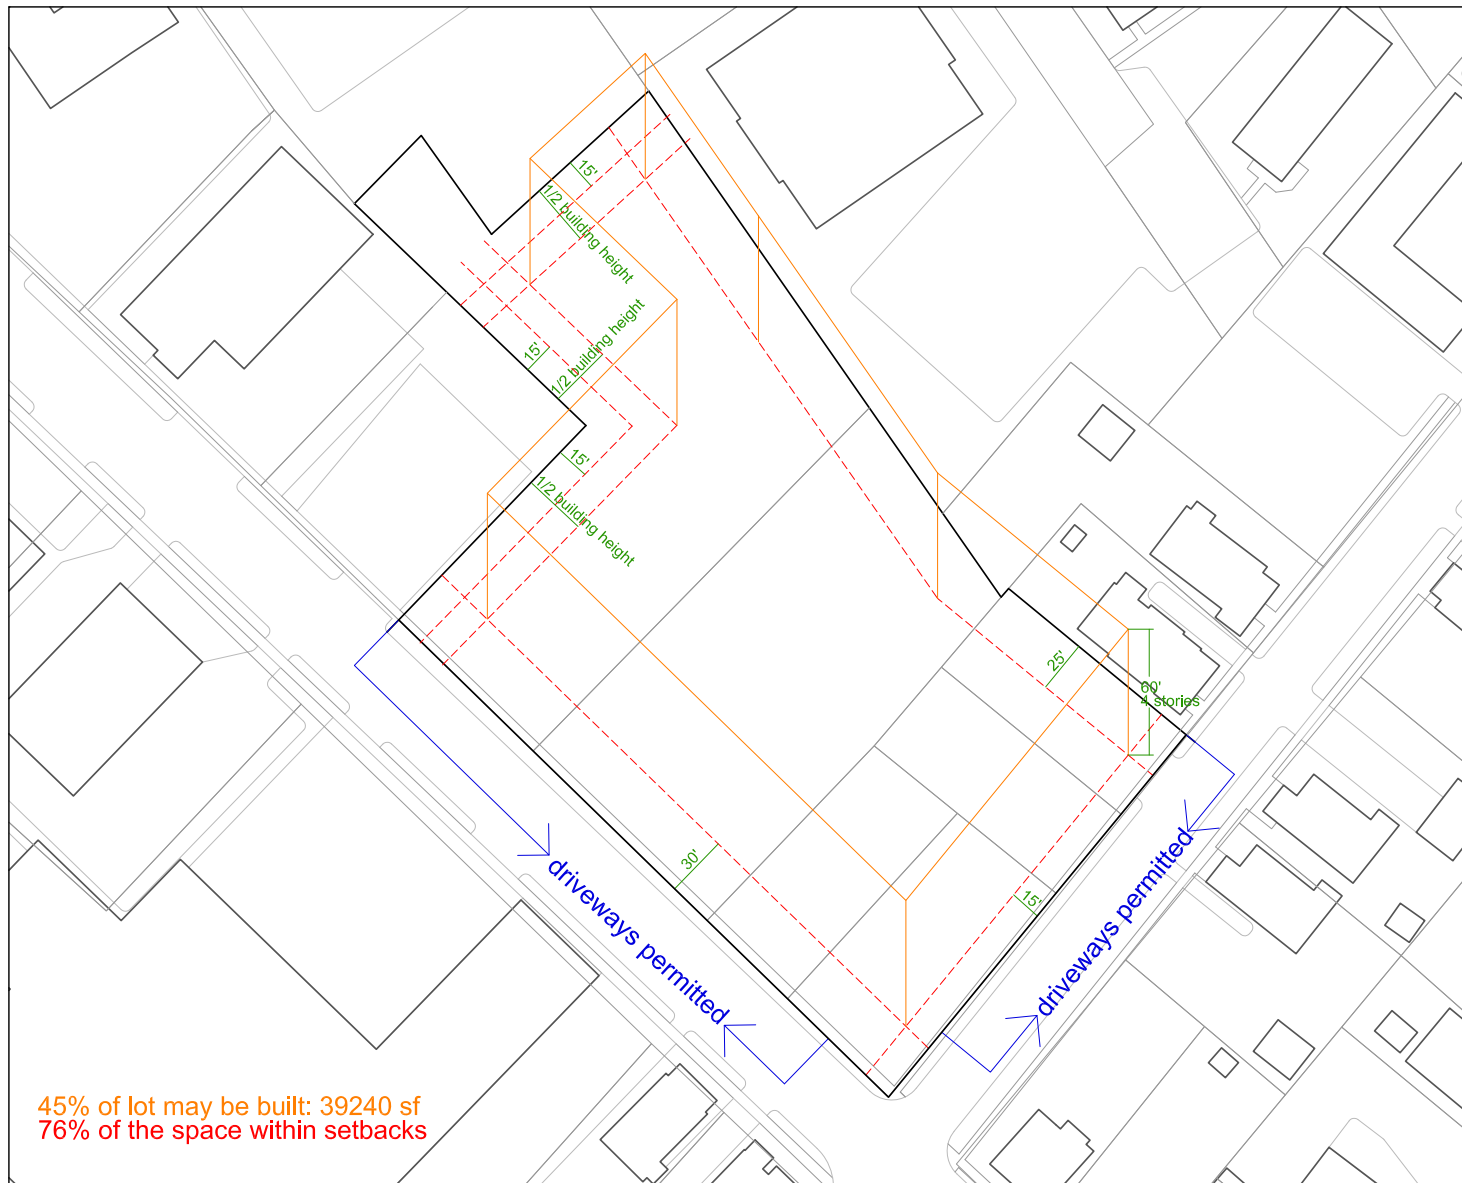 15'
1/2 building height
1/2 building height
15'
15'
1/2 building height
25'
60'
4 stories
30'
15'
driveways permitted
driveways permitted
45% of lot may be built: 39240 sf
76% of the space within setbacks